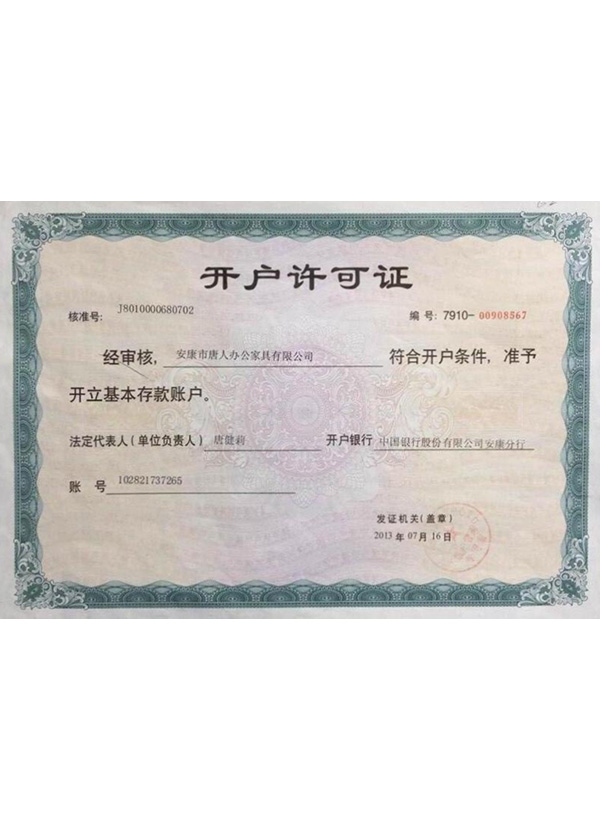 开户许可证
核准号: J8010000680702 编号: 7910-00908567
经审核, 安康市唐人办公家具有限公司 符合开户条件, 准予
开立基本存款账户。
法定代表人(单位负责人) 唐健莉 开户银行 中国银行股份有限公司安康分行
账 号 102821737265
发证机关(盖章)
2013 年 07 月 16 日